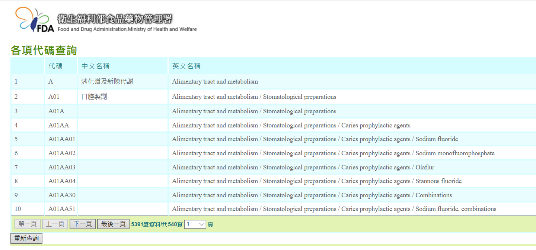 衛生福利部食品藥物管理署
FDA Food and Drug Administration,Ministry of Health and Welfare
各項代碼查詢
代碼 中文名稱 英文名稱
1 A 消化道及新陳代謝 Alimentary tract and metabolism
2 A01 口腔製劑 Alimentary tract and metabolism / Stomatological preparations
3 A01A Alimentary tract and metabolism / Stomatological preparations
4 A01AA Alimentary tract and metabolism / Stomatological preparations / Caries prophylactic agents
5 A01AA01 Alimentary tract and metabolism / Stomatological preparations / Caries prophylactic agents / Sodium fluoride
6 A01AA02 Alimentary tract and metabolism / Stomatological preparations / Caries prophylactic agents / Sodium monofluorophosphate
7 A01AA03 Alimentary tract and metabolism / Stomatological preparations / Caries prophylactic agents / Olaflur
8 A01AA04 Alimentary tract and metabolism / Stomatological preparations / Caries prophylactic agents / Stannous fluoride
9 A01AA30 Alimentary tract and metabolism / Stomatological preparations / Caries prophylactic agents / Combinations
10 A01AA51 Alimentary tract and metabolism / Stomatological preparations / Caries prophylactic agents / Sodium fluoride, combinations
第一頁 上一頁 下一頁 最後一頁 5394筆資料/共540頁 1 頁
重新查詢